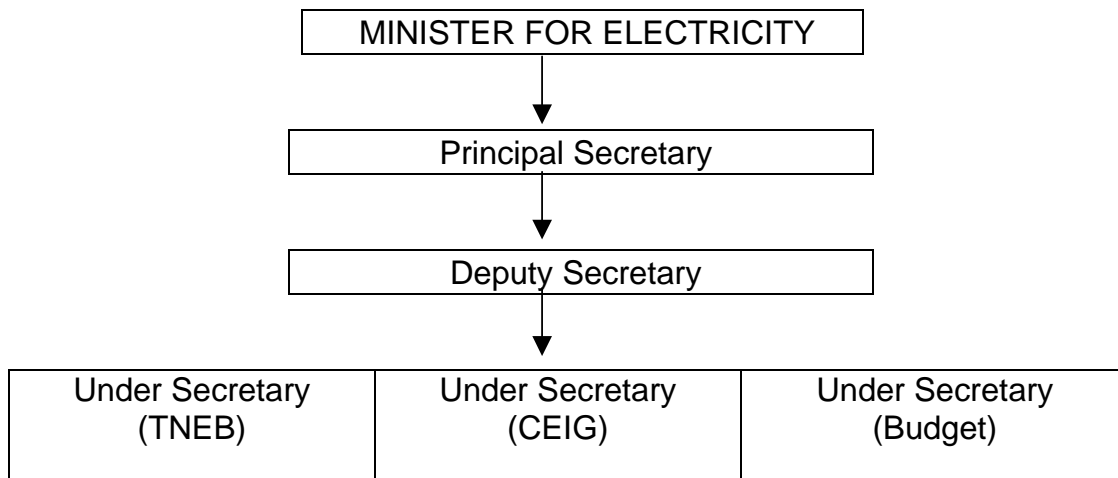 MINISTER FOR ELECTRICITY
Principal Secretary
Deputy Secretary
Under Secretary
(TNEB)
Under Secretary
(CEIG)
Under Secretary
(Budget)